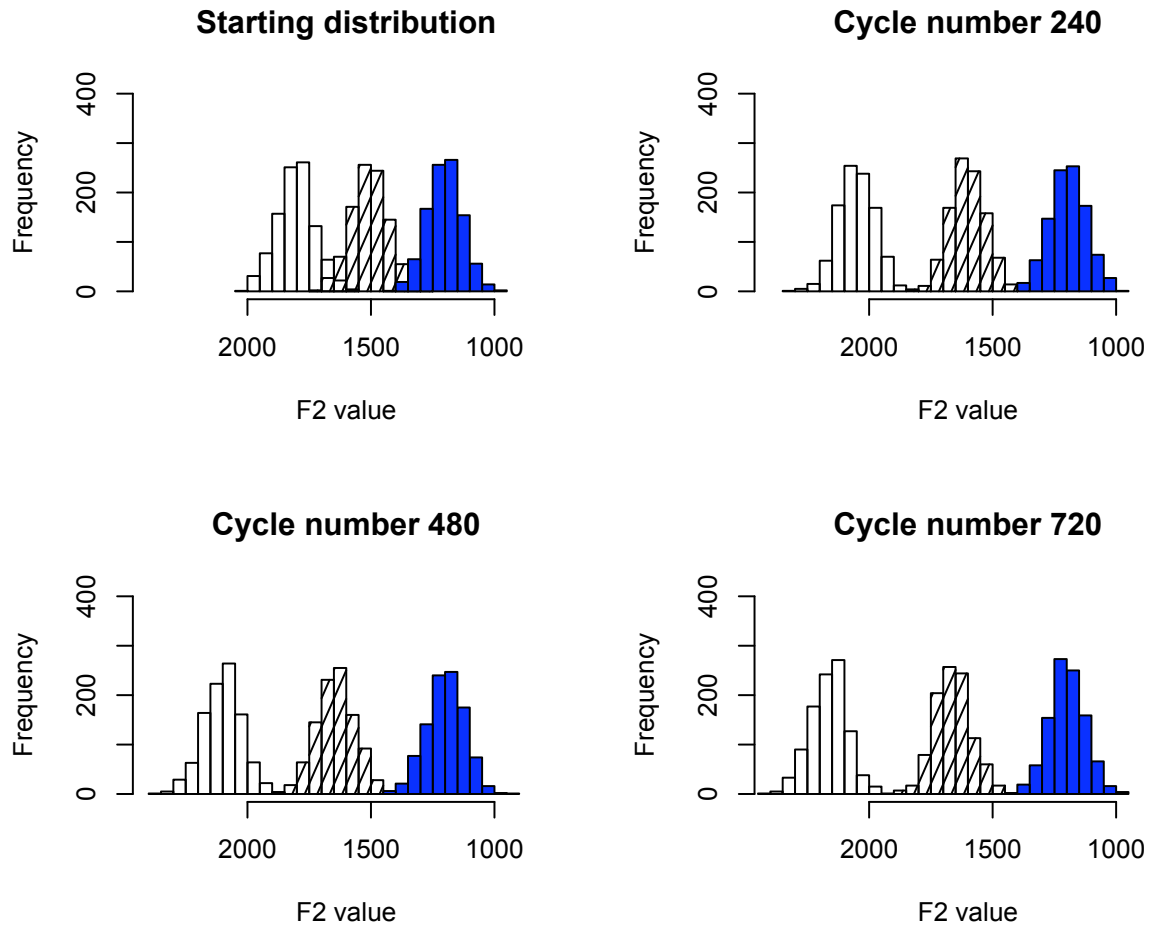 Starting distribution
Frequency
0 200 400
2000 1500 1000
F2 value
Cycle number 240
Frequency
0 200 400
2000 1500 1000
F2 value
Cycle number 480
Frequency
0 200 400
2000 1500 1000
F2 value
Cycle number 720
Frequency
0 200 400
2000 1500 1000
F2 value